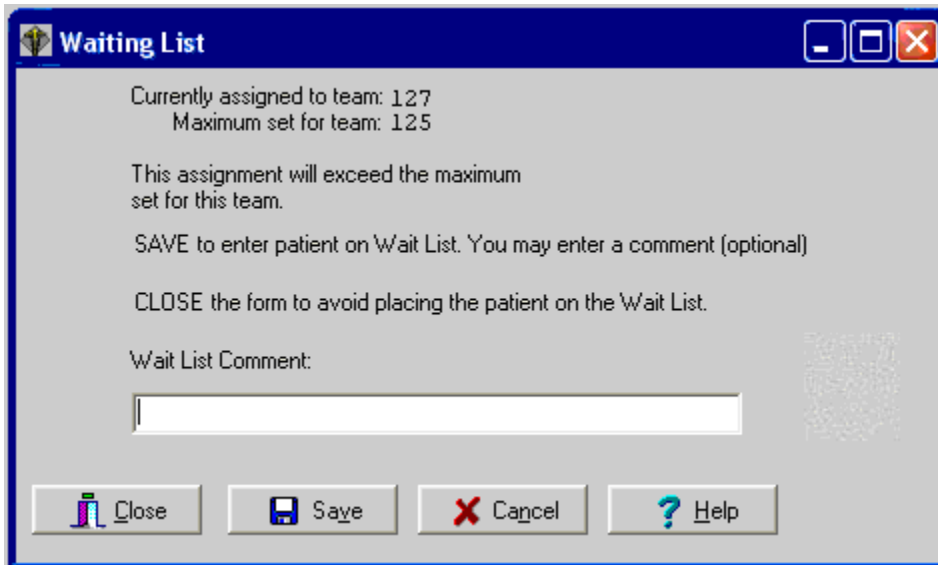 Waiting List
Currently assigned to team: 127
Maximum set for team: 125
This assignment will exceed the maximum
set for this team.
SAVE to enter patient on Wait List. You may enter a comment (optional)
CLOSE the form to avoid placing the patient on the Wait List.
Wait List Comment:
Close Save Cancel Help